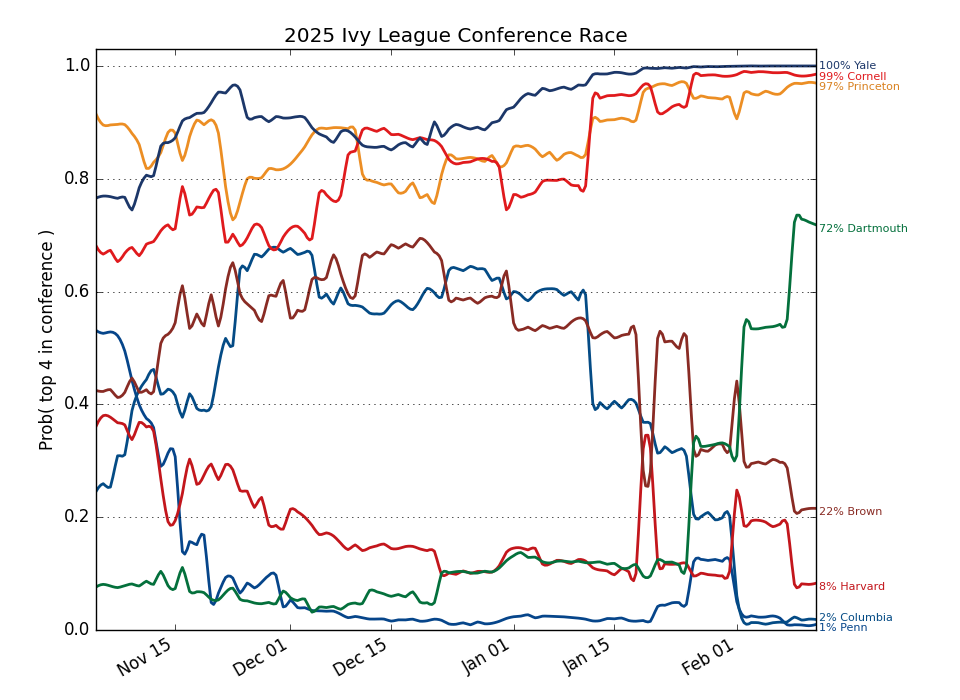 2025 Ivy League Conference Race
Prob( top 4 in conference )
1.0
0.8
0.6
0.4
0.2
0.0
Nov 15
Dec 01
Dec 15
Jan 01
Jan 15
Feb 01
100% Yale
99% Cornell
97% Princeton
72% Dartmouth
22% Brown
8% Harvard
2% Columbia
1% Penn